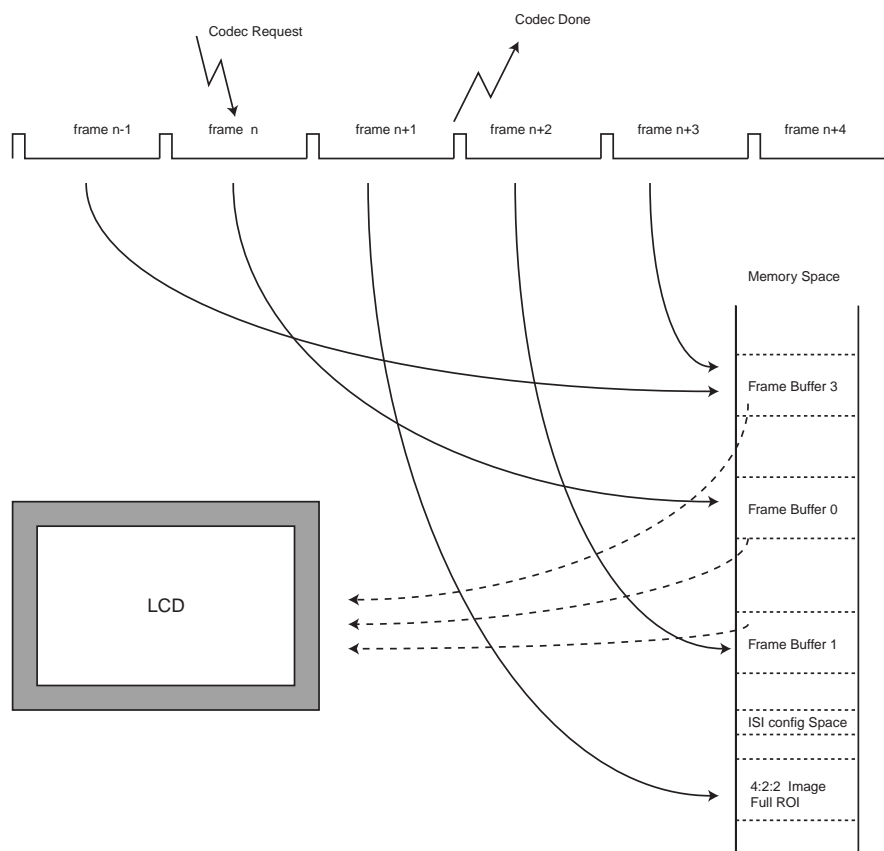 Codec Request
Codec Done
frame n-1
frame n
frame n+1
frame n+2
frame n+3
frame n+4
Memory Space
Frame Buffer 3
Frame Buffer 0
LCD
Frame Buffer 1
ISI config Space
4:2:2 Image
Full ROI